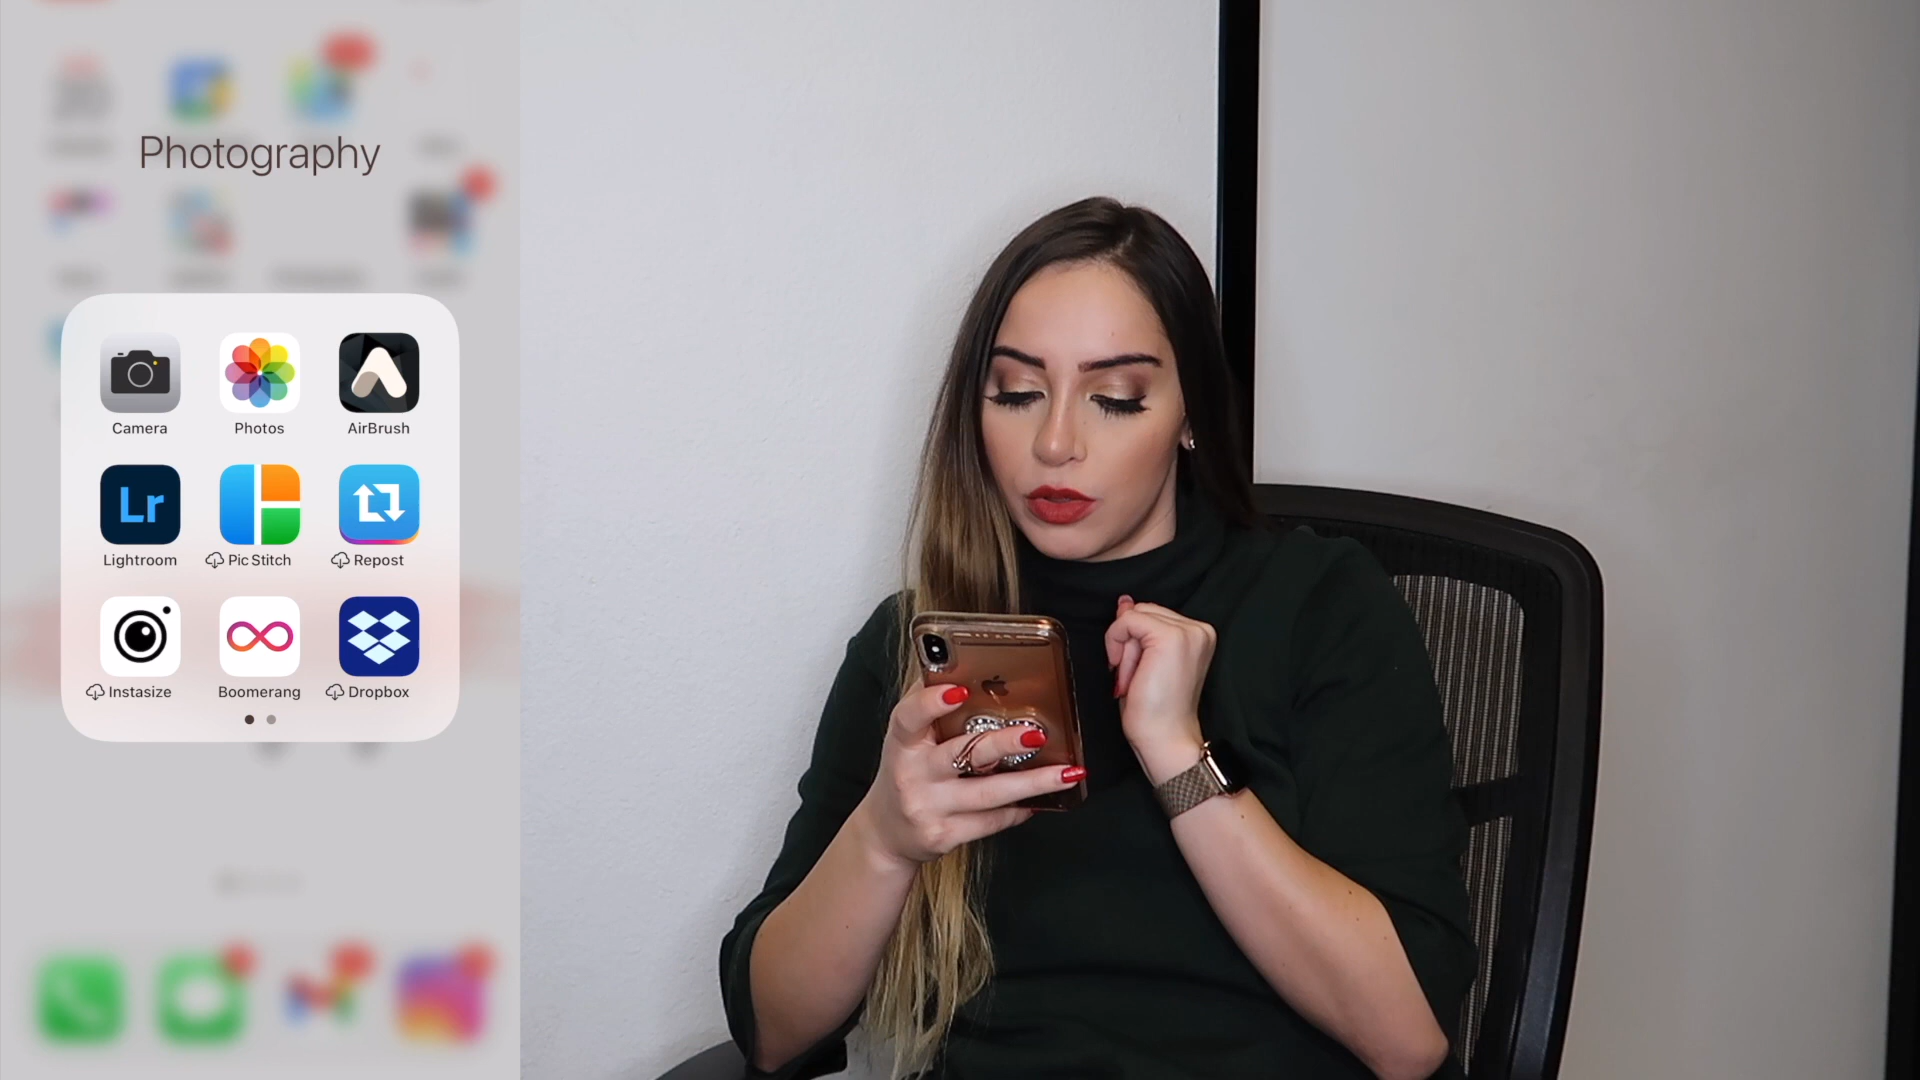 Photography
Camera
Photos
AirBrush
Lr
Lightroom
Pic Stitch
Repost
Instasize
Boomerang
Dropbox